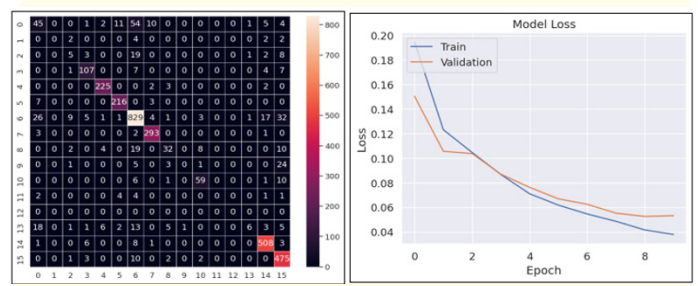 0 45 0 0 1 2 11 54 10 0 0 0 0 0 1 5 4
1 0 0 2 0 0 0 4 0 0 0 0 0 0 0 2 2
2 0 0 5 3 0 0 19 0 0 0 0 0 0 1 2 8
3 0 0 1 107 0 0 7 0 0 0 0 0 0 0 4 7
4 0 0 0 0 225 0 0 2 3 0 0 0 0 0 2 0
5 7 0 0 0 0 216 0 3 0 0 0 0 0 0 0 0
6 26 0 9 5 1 1 829 4 1 0 3 0 0 1 17 32
7 3 0 0 0 0 0 2 293 0 0 0 0 0 0 1 0
8 0 0 2 0 4 0 19 0 32 0 8 0 0 0 0 10
9 0 0 1 0 0 0 5 0 3 0 1 0 0 0 0 24
10 0 0 0 0 0 0 6 0 1 0 59 0 0 0 1 10
11 2 0 0 0 0 4 4 0 0 0 0 0 0 0 1 0
12 0 0 0 0 0 0 0 0 0 0 0 0 0 0 0 0
13 18 0 1 1 6 2 13 0 5 1 0 0 0 6 3 5
14 1 0 0 6 0 0 8 1 0 0 0 0 0 0 508 3
15 0 0 0 3 0 0 10 0 2 0 2 0 0 0 0 475
0 1 2 3 4 5 6 7 8 9 10 11 12 13 14 15
800
700
600
500
400
300
200
100
0
Model Loss
Train
Validation
Loss
0.20
0.18
0.16
0.14
0.12
0.10
0.08
0.06
0.04
0 2 4 6 8
Epoch